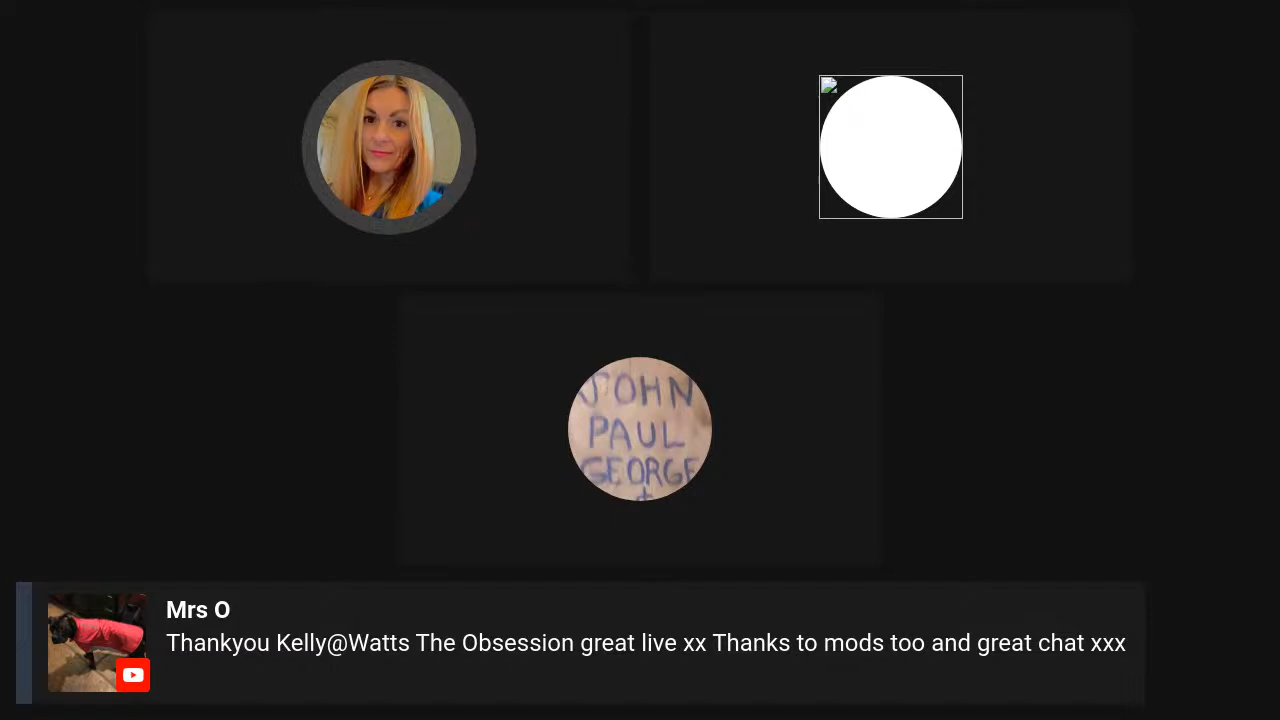 JOHN
PAUL
GEORGE
Mrs O
Thankyou Kelly@Watts The Obsession great live xx Thanks to mods too and great chat xxx